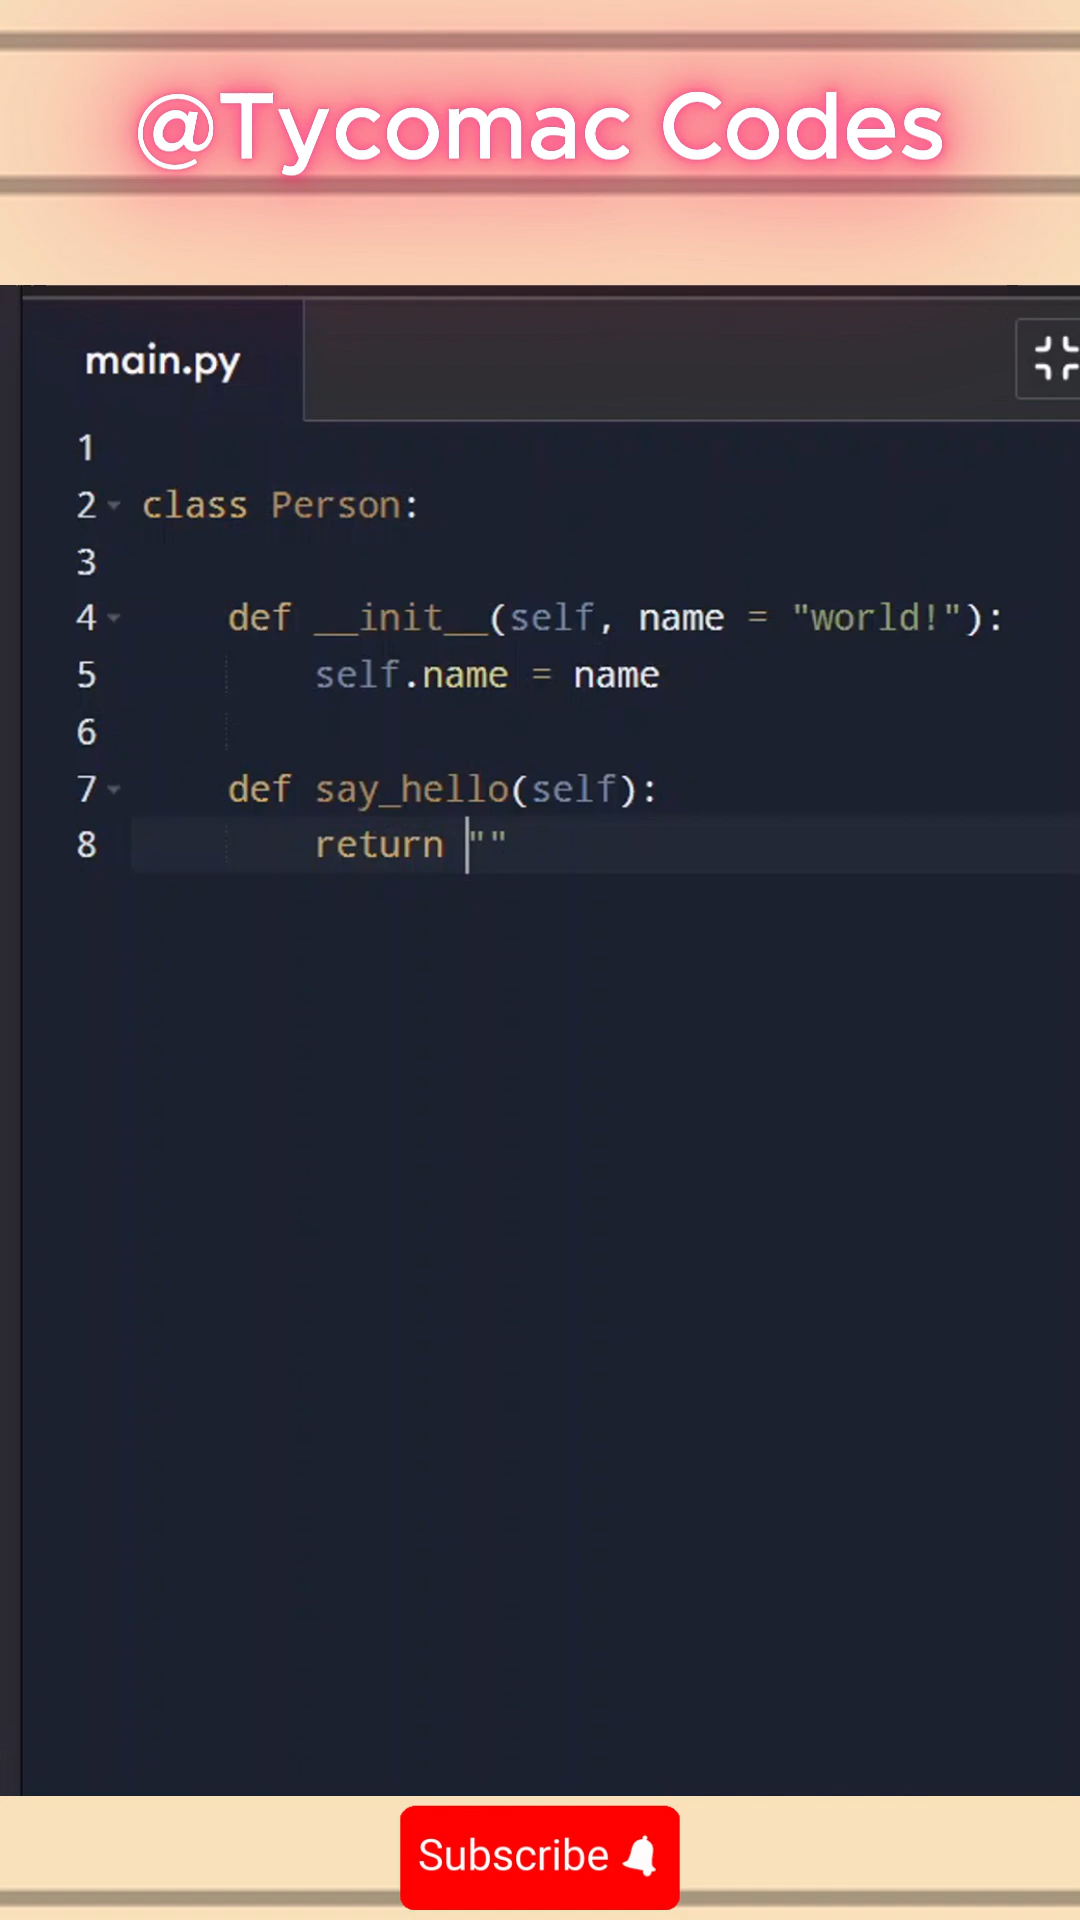 @Tycomac Codes
main.py
1
2 class Person:
3
4 def __init__(self, name = "world!"):
5 self.name = name
6
7 def say_hello(self):
8 return ""
Subscribe